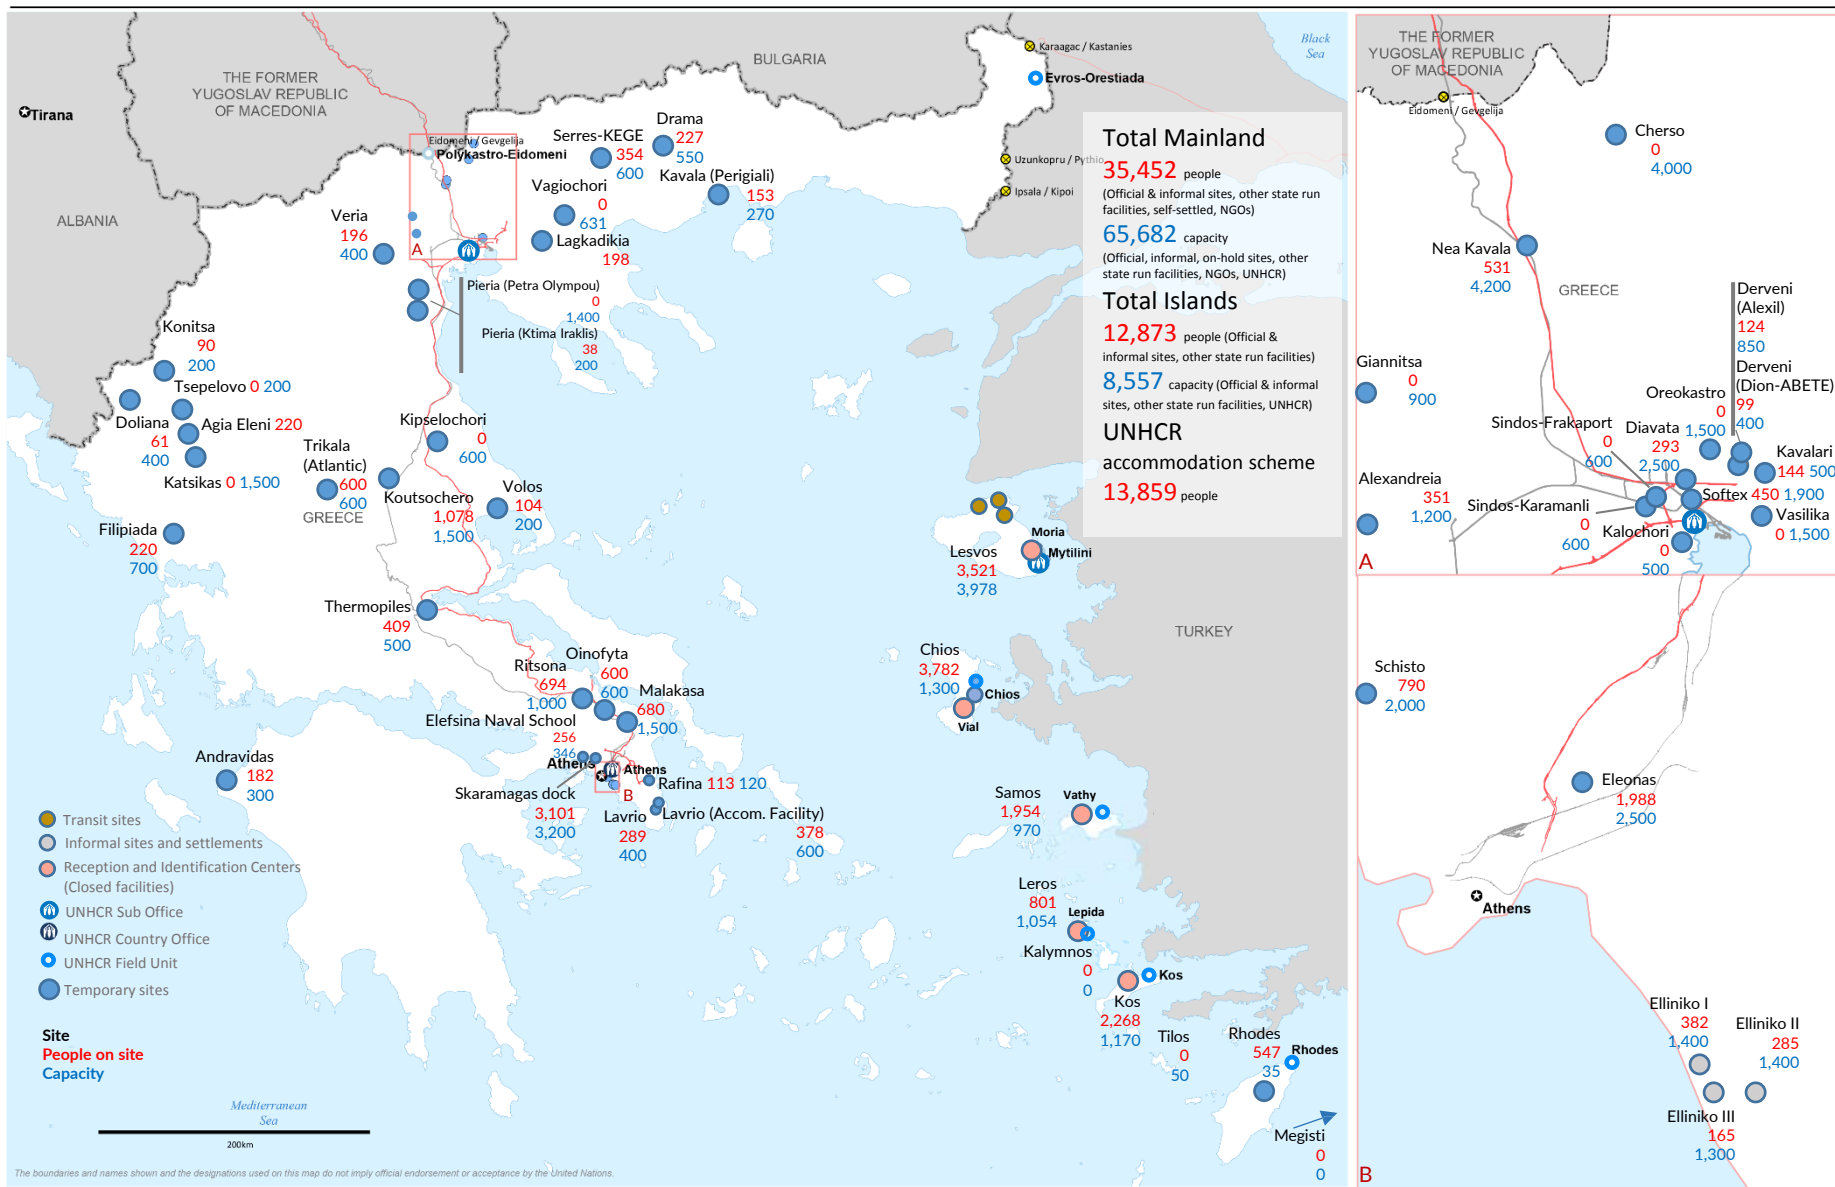 THE FORMER
YUGOSLAV REPUBLIC
OF MACEDONIA
BULGARIA
Black
Sea
Karaagac / Kastanies
Evros-Orestiada
Tirana
ALBANIA
Eidomeni / Gevgelija
Polykastro-Eidomeni
Serres-KEGE
354
600
Drama
227
550
Kavala (Perigiali)
153
270
Vagiochori
0
631
Lagkadikia
198
Uzunkopru / Pythio
Ipsala / Kipoi
Veria
196
400
A
Pieria (Petra Olympou)
0
1,400
Pieria (Ktima Iraklis)
38
200
Konitsa
90
200
Tsepelovo 0 200
Doliana
61
400
Agia Eleni 220
Katsikas 0 1,500
Trikala
(Atlantic)
600
600
GREECE
Kipselochori
0
600
Koutsochero
1,078
1,500
Volos
104
200
Filipiada
220
700
Thermopiles
409
500
Ritsona
694
1,000
Oinofyta
600
600
Malakasa
680
1,500
Elefsina Naval School
256
346
Athens
Athens
B
Skaramagas dock
3,101
3,200
Rafina 113 120
Lavrio
289
400
Lavrio (Accom. Facility)
378
600
Andravidas
182
300
Total Mainland
35,452 people
(Official & informal sites, other state run
facilities, self-settled, NGOs)
65,682 capacity
(Official, informal, on-hold sites, other
state run facilities, NGOs, UNHCR)
Total Islands
12,873 people (Official &
informal sites, other state run facilities)
8,557 capacity (Official & informal
sites, other state run facilities, UNHCR)
UNHCR
accommodation scheme
13,859 people
Moria
Mytilini
Lesvos
3,521
3,978
TURKEY
Chios
3,782
1,300
Chios
Vial
Samos
1,954
970
Vathy
Leros
801
1,054
Lepida
Kalymnos
0
0
Kos
Kos
2,268
1,170
Tilos
0
50
Rhodes
547
35
Rhodes
Megisti
0
0
Transit sites
Informal sites and settlements
Reception and Identification Centers
(Closed facilities)
UNHCR Sub Office
UNHCR Country Office
UNHCR Field Unit
Temporary sites
Site
People on site
Capacity
Mediterranean
Sea
200km
The boundaries and names shown and the designations used on this map do not imply official endorsement or acceptance by the United Nations.
THE FORMER
YUGOSLAV REPUBLIC
OF MACEDONIA
Eidomeni / Gevgelija
Cherso
0
4,000
Nea Kavala
531
4,200
GREECE
Derveni
(Alexil)
124
850
Derveni
(Dion-ABETE)
99
400
Giannitsa
0
900
Oreokastro
0
1,500
Sindos-Frakaport
0
600
Diavata
293
2,500
Kavalari
144 500
Alexandreia
351
1,200
Softex 450 1,900
Sindos-Karamanli
0
600
Vasilika
0 1,500
Kalochori
0
500
A
Schisto
790
2,000
Eleonas
1,988
2,500
Athens
Elliniko I
382
1,400
Elliniko II
285
1,400
Elliniko III
165
1,300
B